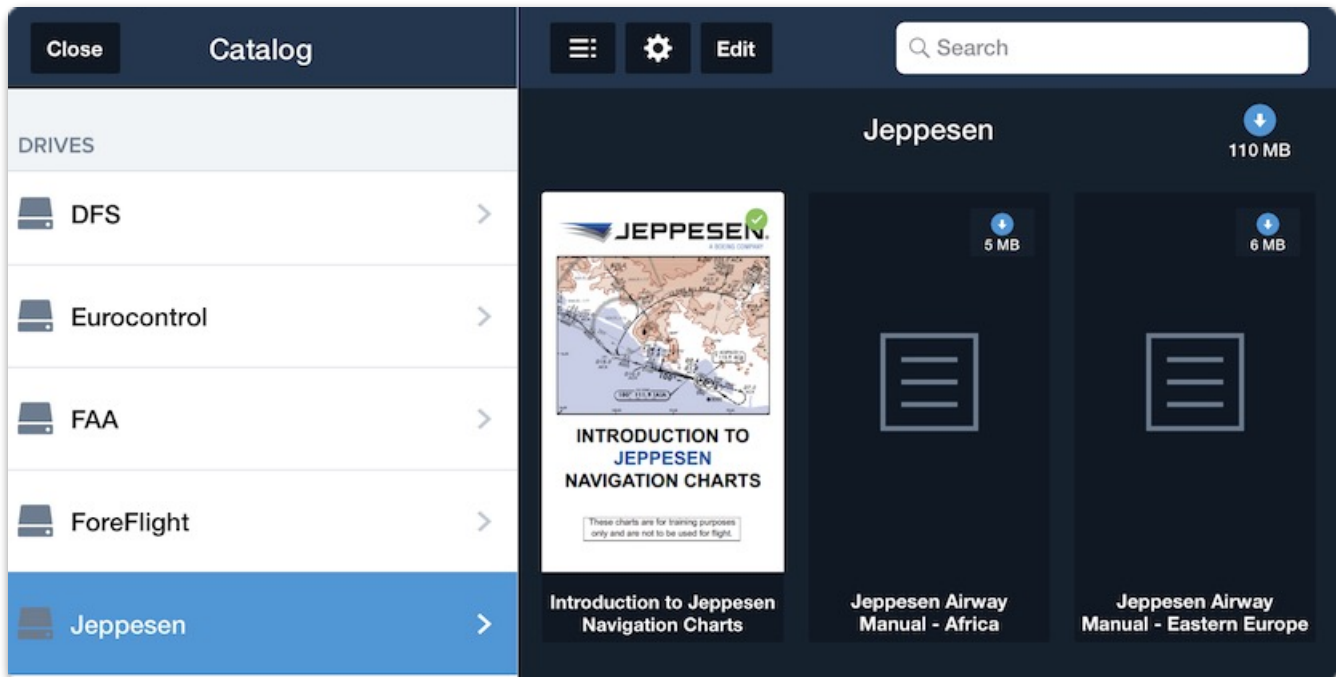 Close
Catalog
Edit
Search
DRIVES
DFS
Eurocontrol
FAA
ForeFlight
Jeppesen
Jeppesen
110 MB
JEPPESEN.
A BOEING COMPANY
INTRODUCTION TO
JEPPESEN
NAVIGATION CHARTS
These charts are for training purposes
only and are not to be used for flight.
Introduction to Jeppesen
Navigation Charts
5 MB
Jeppesen Airway
Manual - Africa
6 MB
Jeppesen Airway
Manual - Eastern Europe